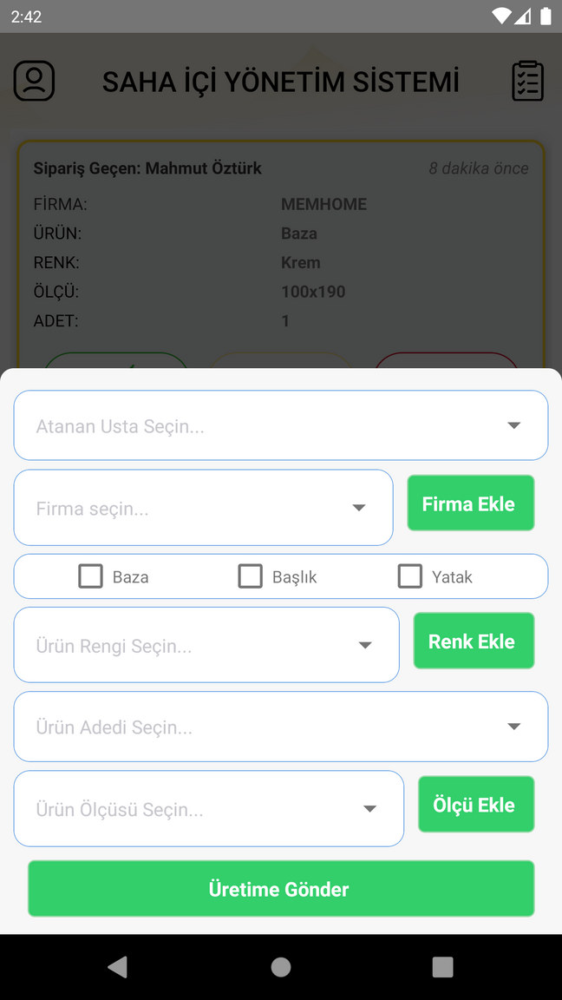 2:42
SAHA İÇİ YÖNETİM SİSTEMİ
Sipariş Geçen: Mahmut Öztürk 8 dakika önce
FİRMA: MEMHOME
ÜRÜN: Baza
RENK: Krem
ÖLÇÜ: 100x190
ADET: 1
Atanan Usta Seçin...
Firma seçin... Firma Ekle
Baza Başlık Yatak
Ürün Rengi Seçin... Renk Ekle
Ürün Adedi Seçin...
Ürün Ölçüsü Seçin... Ölçü Ekle
Üretime Gönder